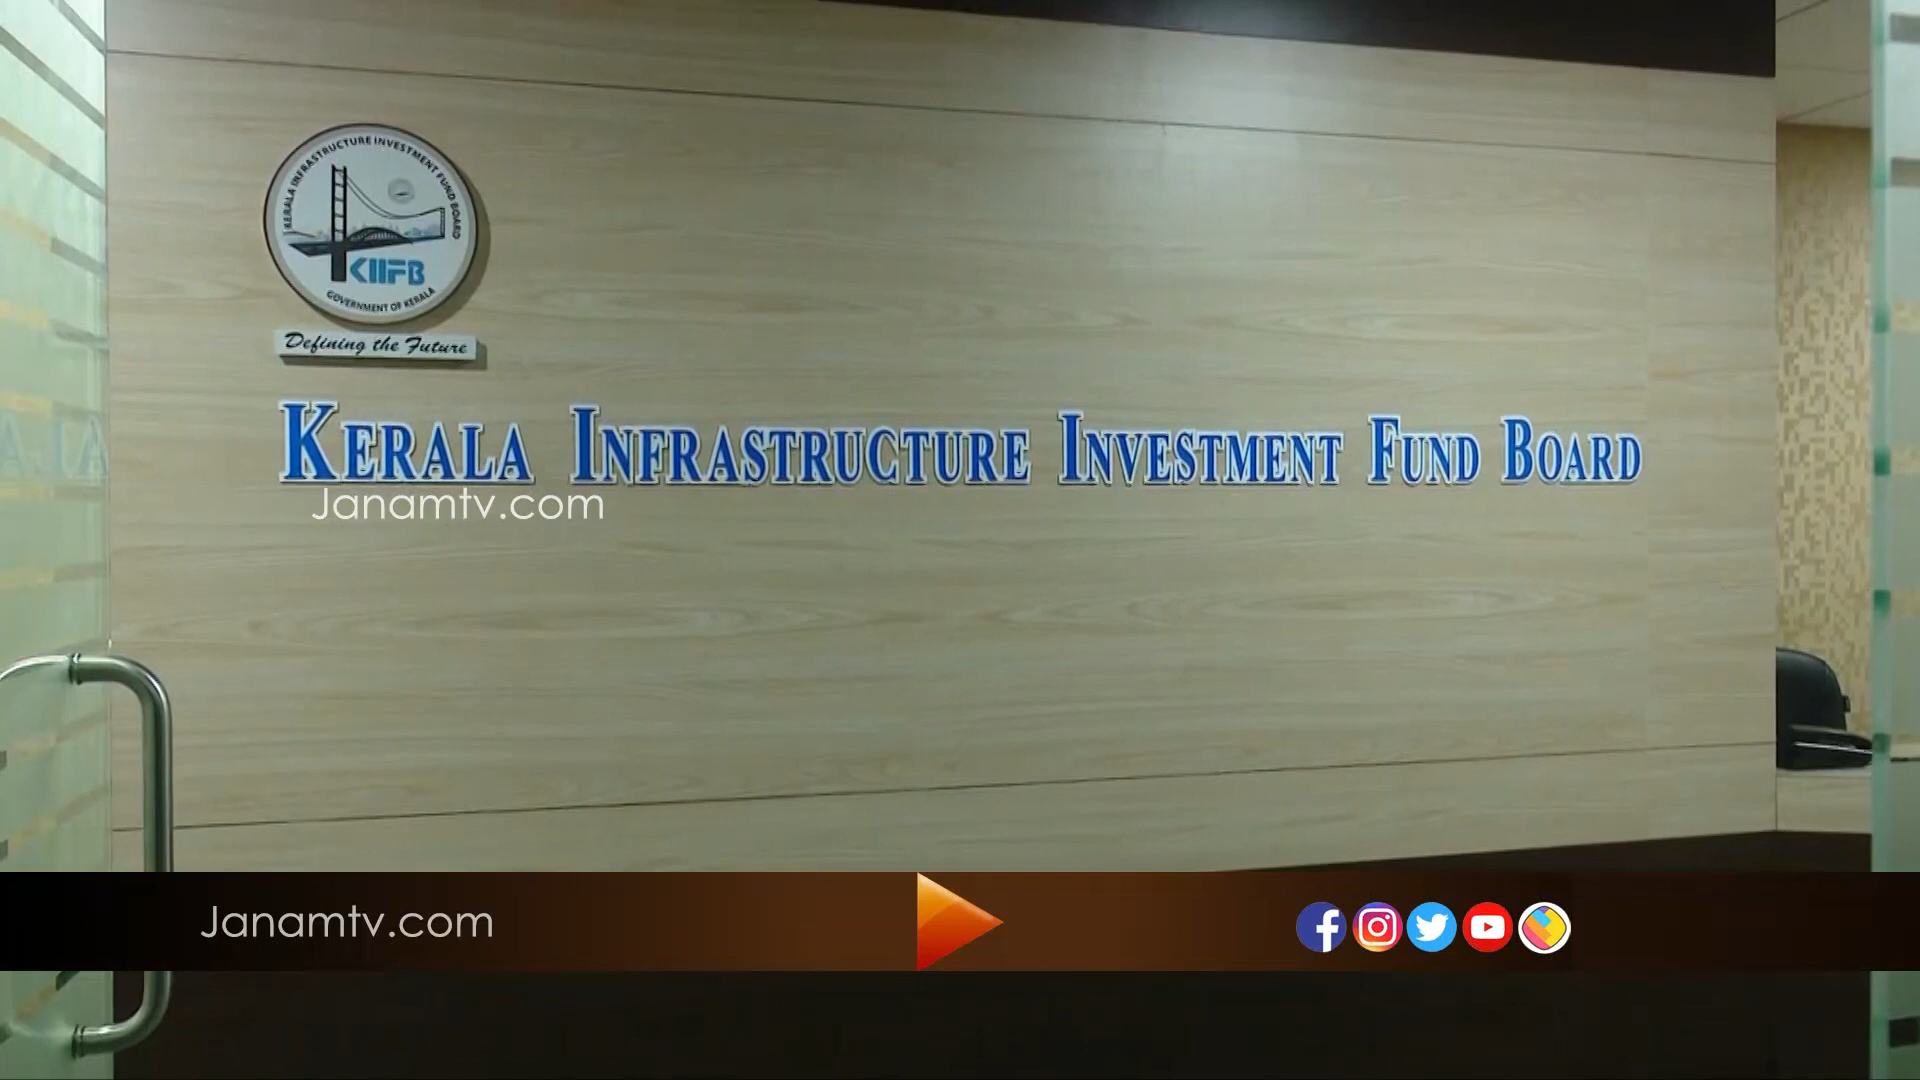 KERALA INFRASTRUCTURE INVESTMENT FUND BOARD
KIIFB
GOVERNMENT OF KERALA
Defining the Future
KERALA INFRASTRUCTURE INVESTMENT FUND BOARD
Janamtv.com
Janamtv.com